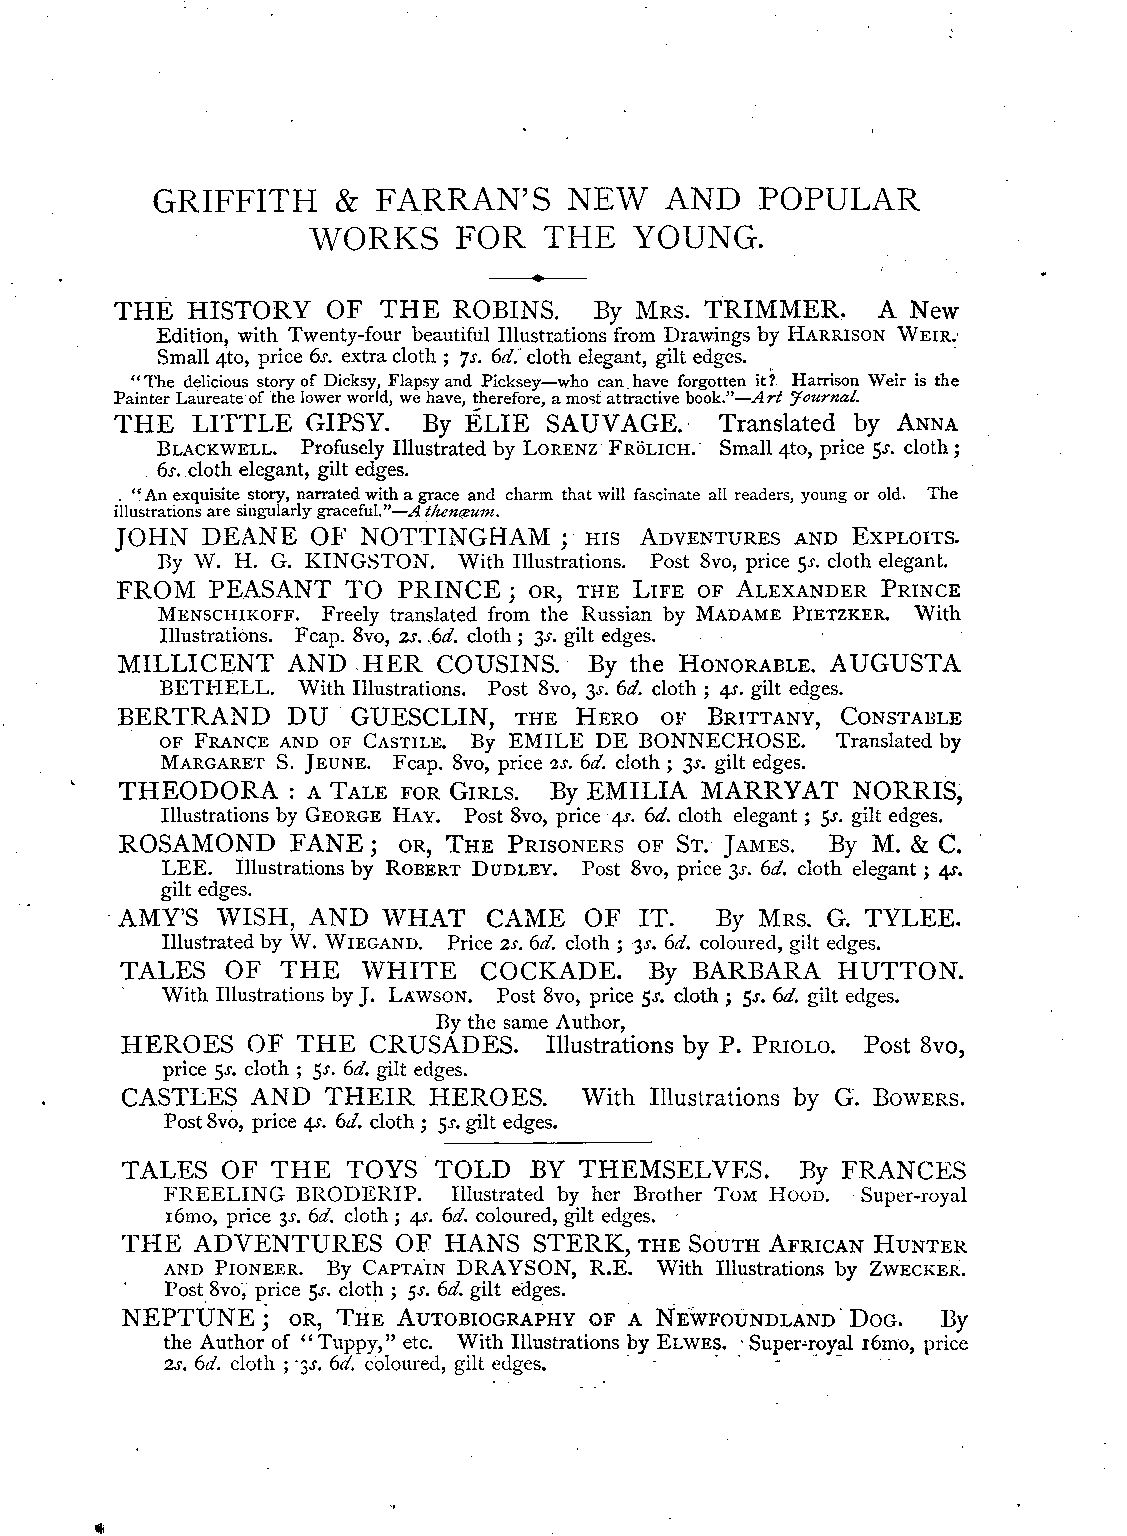 GRIFFITH & FARRAN'S NEW AND POPULAR
WORKS FOR THE YOUNG.
THE HISTORY OF THE ROBINS. By MRS. TRIMMER. A New
Edition, with Twenty-four beautiful Illustrations from Drawings by HARRISON WEIR.
Small 4to, price 6s. extra cloth ; 7s. 6d. cloth elegant, gilt edges.
"The delicious story of Dicksy, Flapsy and Picksey—who can have forgotten it? Harrison Weir is the
Painter Laureate of the lower world, we have, therefore, a most attractive book."—Art Journal.
THE LITTLE GIPSY. By ÉLIE SAUVAGE. Translated by ANNA
BLACKWELL. Profusely Illustrated by LORENZ FRÖLICH. Small 4to, price 5s. cloth ;
6s. cloth elegant, gilt edges.
"An exquisite story, narrated with a grace and charm that will fascinate all readers, young or old. The
illustrations are singularly graceful."—Athenæum.
JOHN DEANE OF NOTTINGHAM ; HIS ADVENTURES AND EXPLOITS.
By W. H. G. KINGSTON. With Illustrations. Post 8vo, price 5s. cloth elegant.
FROM PEASANT TO PRINCE ; OR, THE LIFE OF ALEXANDER PRINCE
MENSCHIKOFF. Freely translated from the Russian by MADAME PIETZKER. With
Illustrations. Fcap. 8vo, 2s. 6d. cloth ; 3s. gilt edges.
MILLICENT AND HER COUSINS. By the HONORABLE. AUGUSTA
BETHELL. With Illustrations. Post 8vo, 3s. 6d. cloth ; 4s. gilt edges.
BERTRAND DU GUESCLIN, THE HERO OF BRITTANY, CONSTABLE
OF FRANCE AND OF CASTILE. By EMILE DE BONNECHOSE. Translated by
MARGARET S. JEUNE. Fcap. 8vo, price 2s. 6d. cloth ; 3s. gilt edges.
THEODORA : A TALE FOR GIRLS. By EMILIA MARRYAT NORRIS,
Illustrations by GEORGE HAY. Post 8vo, price 4s. 6d. cloth elegant ; 5s. gilt edges.
ROSAMOND FANE ; OR, THE PRISONERS OF ST. JAMES. By M. & C.
LEE. Illustrations by ROBERT DUDLEY. Post 8vo, price 3s. 6d. cloth elegant ; 4s.
gilt edges.
AMY'S WISH, AND WHAT CAME OF IT. By MRS. G. TYLEE.
Illustrated by W. WIEGAND. Price 2s. 6d. cloth ; 3s. 6d. coloured, gilt edges.
TALES OF THE WHITE COCKADE. By BARBARA HUTTON.
With Illustrations by J. LAWSON. Post 8vo, price 5s. cloth ; 5s. 6d. gilt edges.
By the same Author,
HEROES OF THE CRUSADES. Illustrations by P. PRIOLO. Post 8vo,
price 5s. cloth ; 5s. 6d. gilt edges.
CASTLES AND THEIR HEROES. With Illustrations by G. BOWERS.
Post 8vo, price 4s. 6d. cloth ; 5s. gilt edges.
TALES OF THE TOYS TOLD BY THEMSELVES. By FRANCES
FREELING BRODERIP. Illustrated by her Brother TOM HOOD. Super-royal
16mo, price 3s. 6d. cloth ; 4s. 6d. coloured, gilt edges.
THE ADVENTURES OF HANS STERK, THE SOUTH AFRICAN HUNTER
AND PIONEER. By CAPTAIN DRAYSON, R.E. With Illustrations by ZWECKER.
Post 8vo, price 5s. cloth ; 5s. 6d. gilt edges.
NEPTUNE ; OR, THE AUTOBIOGRAPHY OF A NEWFOUNDLAND DOG. By
the Author of "Tuppy," etc. With Illustrations by ELWES. Super-royal 16mo, price
2s. 6d. cloth ; 3s. 6d. coloured, gilt edges.